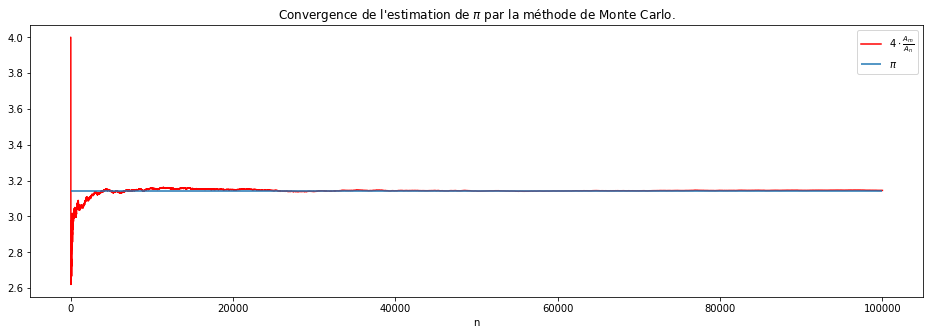 Convergence de l'estimation de π par la méthode de Monte Carlo.
4 · A_m/A_n
π
4.0
3.8
3.6
3.4
3.2
3.0
2.8
2.6
0 20000 40000 60000 80000 100000
n